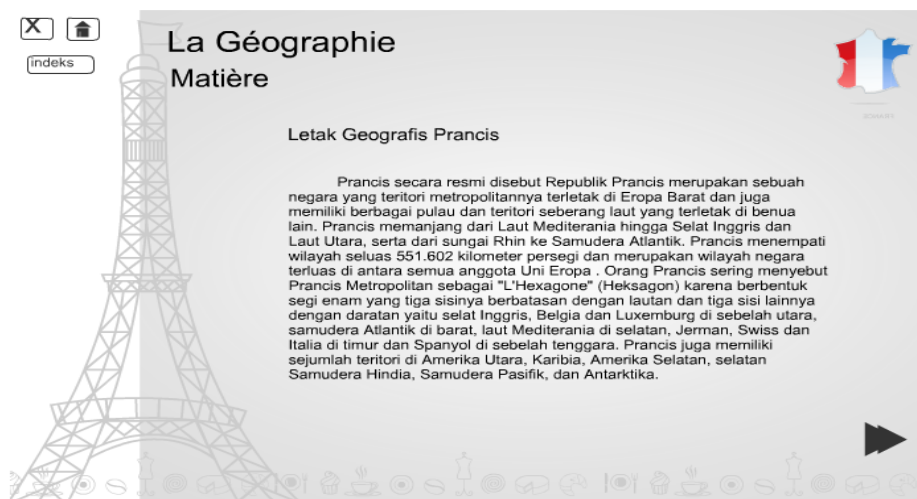 X
indeks
La Géographie
Matière
Letak Geografis Prancis
Prancis secara resmi disebut Republik Prancis merupakan sebuah
negara yang teritori metropolitannya terletak di Eropa Barat dan juga
memiliki berbagai pulau dan teritori seberang laut yang terletak di benua
lain. Prancis memanjang dari Laut Mediterania hingga Selat Inggris dan
Laut Utara, serta dari sungai Rhin ke Samudera Atlantik. Prancis menempati
wilayah seluas 551.602 kilometer persegi dan merupakan wilayah negara
terluas di antara semua anggota Uni Eropa . Orang Prancis sering menyebut
Prancis Metropolitan sebagai "L'Hexagone" (Heksagon) karena berbentuk
segi enam yang tiga sisinya berbatasan dengan lautan dan tiga sisi lainnya
dengan daratan yaitu selat Inggris, Belgia dan Luxemburg di sebelah utara,
samudera Atlantik di barat, laut Mediterania di selatan, Jerman, Swiss dan
Italia di timur dan Spanyol di sebelah tenggara. Prancis juga memiliki
sejumlah teritori di Amerika Utara, Karibia, Amerika Selatan, selatan
Samudera Hindia, Samudera Pasifik, dan Antarktika.